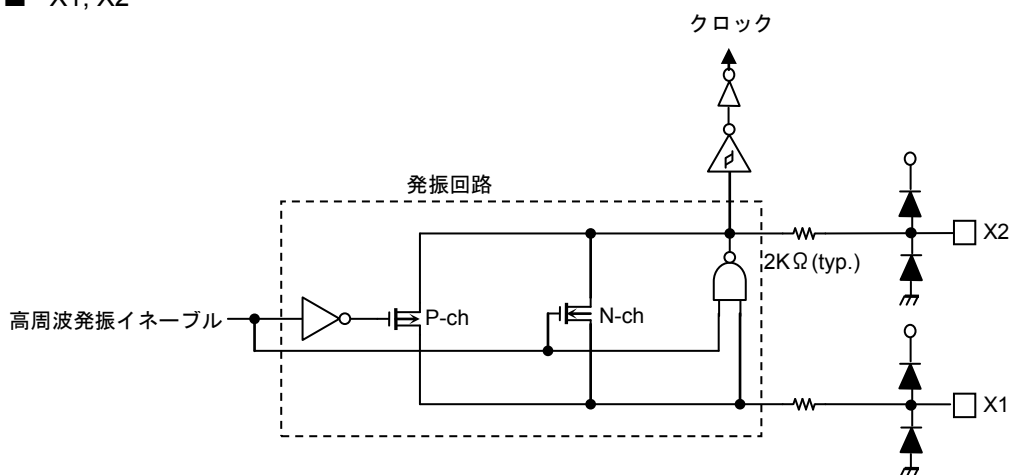 ■ X1, X2
クロック
発振回路
X2
2KΩ(typ.)
高周波発振イネーブル
P-ch
N-ch
X1